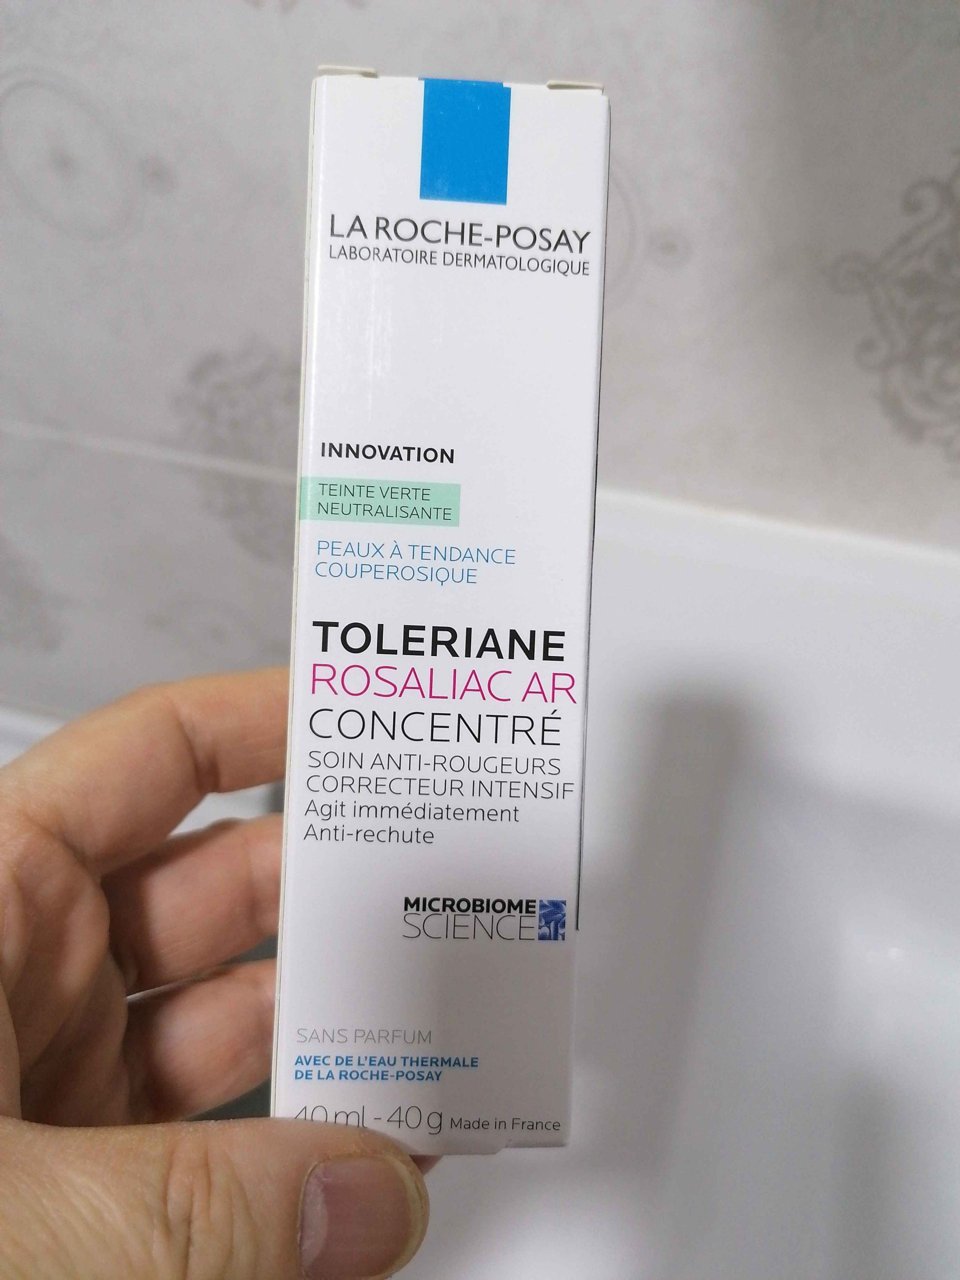 LA ROCHE-POSAY
LABORATOIRE DERMATOLOGIQUE
INNOVATION
TEINTE VERTE
NEUTRALISANTE
PEAUX À TENDANCE
COUPEROSIQUE
TOLERIANE
ROSALIAC AR
CONCENTRÉ
SOIN ANTI-ROUGEURS
CORRECTEUR INTENSIF
Agit immédiatement
Anti-rechute
MICROBIOME
SCIENCE
SANS PARFUM
AVEC DE L'EAU THERMALE
DE LA ROCHE-POSAY
40 ml - 40 g Made in France